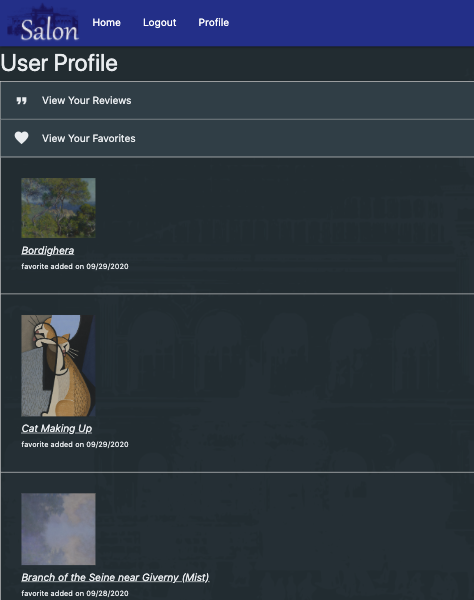 Salon
Home Logout Profile
User Profile
View Your Reviews
View Your Favorites
Bordighera
favorite added on 09/29/2020
Cat Making Up
favorite added on 09/29/2020
Branch of the Seine near Giverny (Mist)
favorite added on 09/28/2020